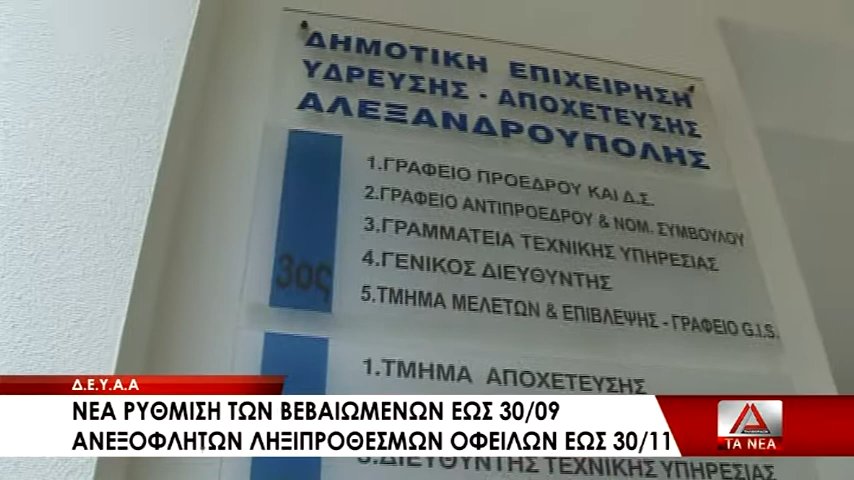 ΔΗΜΟΤΙΚΗ ΕΠΙΧΕΙΡΗΣΗ
ΥΔΡΕΥΣΗΣ - ΑΠΟΧΕΤΕΥΣΗΣ
ΑΛΕΞΑΝΔΡΟΥΠΟΛΗΣ
3ος
1.ΓΡΑΦΕΙΟ ΠΡΟΕΔΡΟΥ ΚΑΙ Δ.Σ.
2.ΓΡΑΦΕΙΟ ΑΝΤΙΠΡΟΕΔΡΟΥ & ΝΟΜ. ΣΥΜΒΟΥΛΟΥ
3.ΓΡΑΜΜΑΤΕΙΑ ΤΕΧΝΙΚΗΣ ΥΠΗΡΕΣΙΑΣ
4.ΓΕΝΙΚΟΣ ΔΙΕΥΘΥΝΤΗΣ
5.ΤΜΗΜΑ ΜΕΛΕΤΩΝ & ΕΠΙΒΛΕΨΗΣ - ΓΡΑΦΕΙΟ G.I.S.
1.ΤΜΗΜΑ ΑΠΟΧΕΤΕΥΣΗΣ
Δ.Ε.Υ.Α.Α
ΝΕΑ ΡΥΘΜΙΣΗ ΤΩΝ ΒΕΒΑΙΩΜΕΝΩΝ ΕΩΣ 30/09
ΑΝΕΞΟΦΛΗΤΩΝ ΛΗΞΙΠΡΟΘΕΣΜΩΝ ΟΦΕΙΛΩΝ ΕΩΣ 30/11
ΤΑ ΝΕΑ
3.ΔΙΕΥΘΥΝΤΗΣ ΤΕΧΝΙΚΗΣ ΥΠΗΡΕΣΙΑΣ